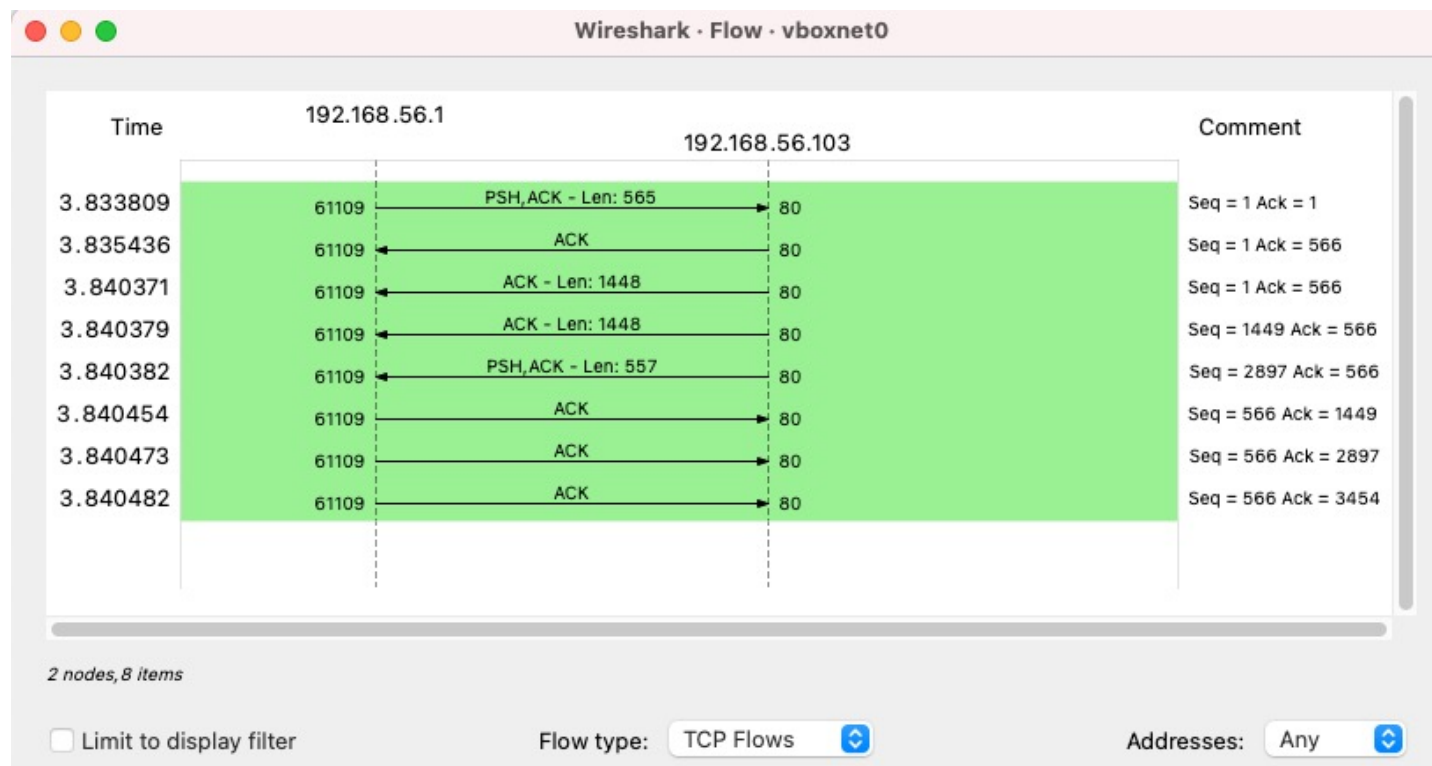 Wireshark · Flow · vboxnet0
Time 192.168.56.1 192.168.56.103 Comment
3.833809 61109 PSH,ACK - Len: 565 80 Seq = 1 Ack = 1
3.835436 61109 ACK 80 Seq = 1 Ack = 566
3.840371 61109 ACK - Len: 1448 80 Seq = 1 Ack = 566
3.840379 61109 ACK - Len: 1448 80 Seq = 1449 Ack = 566
3.840382 61109 PSH,ACK - Len: 557 80 Seq = 2897 Ack = 566
3.840454 61109 ACK 80 Seq = 566 Ack = 1449
3.840473 61109 ACK 80 Seq = 566 Ack = 2897
3.840482 61109 ACK 80 Seq = 566 Ack = 3454
2 nodes, 8 items
Limit to display filter Flow type: TCP Flows Addresses: Any